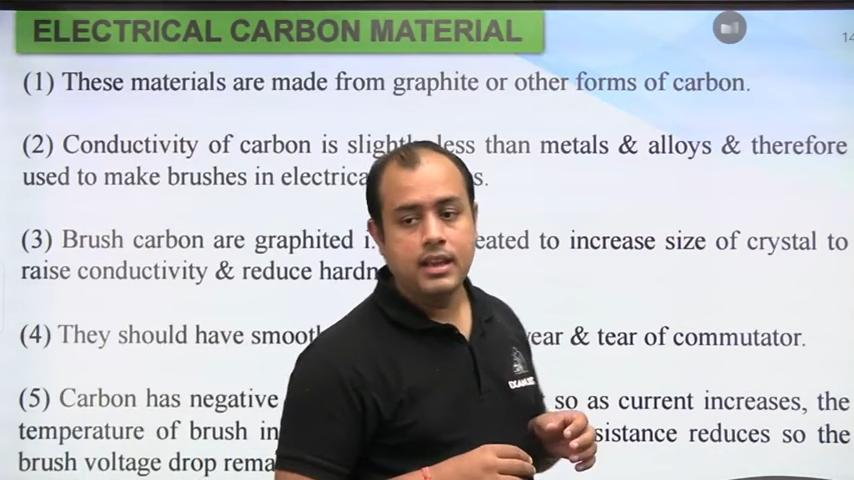 ELECTRICAL CARBON MATERIAL
14
(1) These materials are made from graphite or other forms of carbon.
(2) Conductivity of carbon is slightly less than metals & alloys & therefore
used to make brushes in electrica s.
(3) Brush carbon are graphited eated to increase size of crystal to
raise conductivity & reduce hardn
(4) They should have smoot wear & tear of commutator.
(5) Carbon has negative so as current increases, the
temperature of brush in sistance reduces so the
brush voltage drop rema